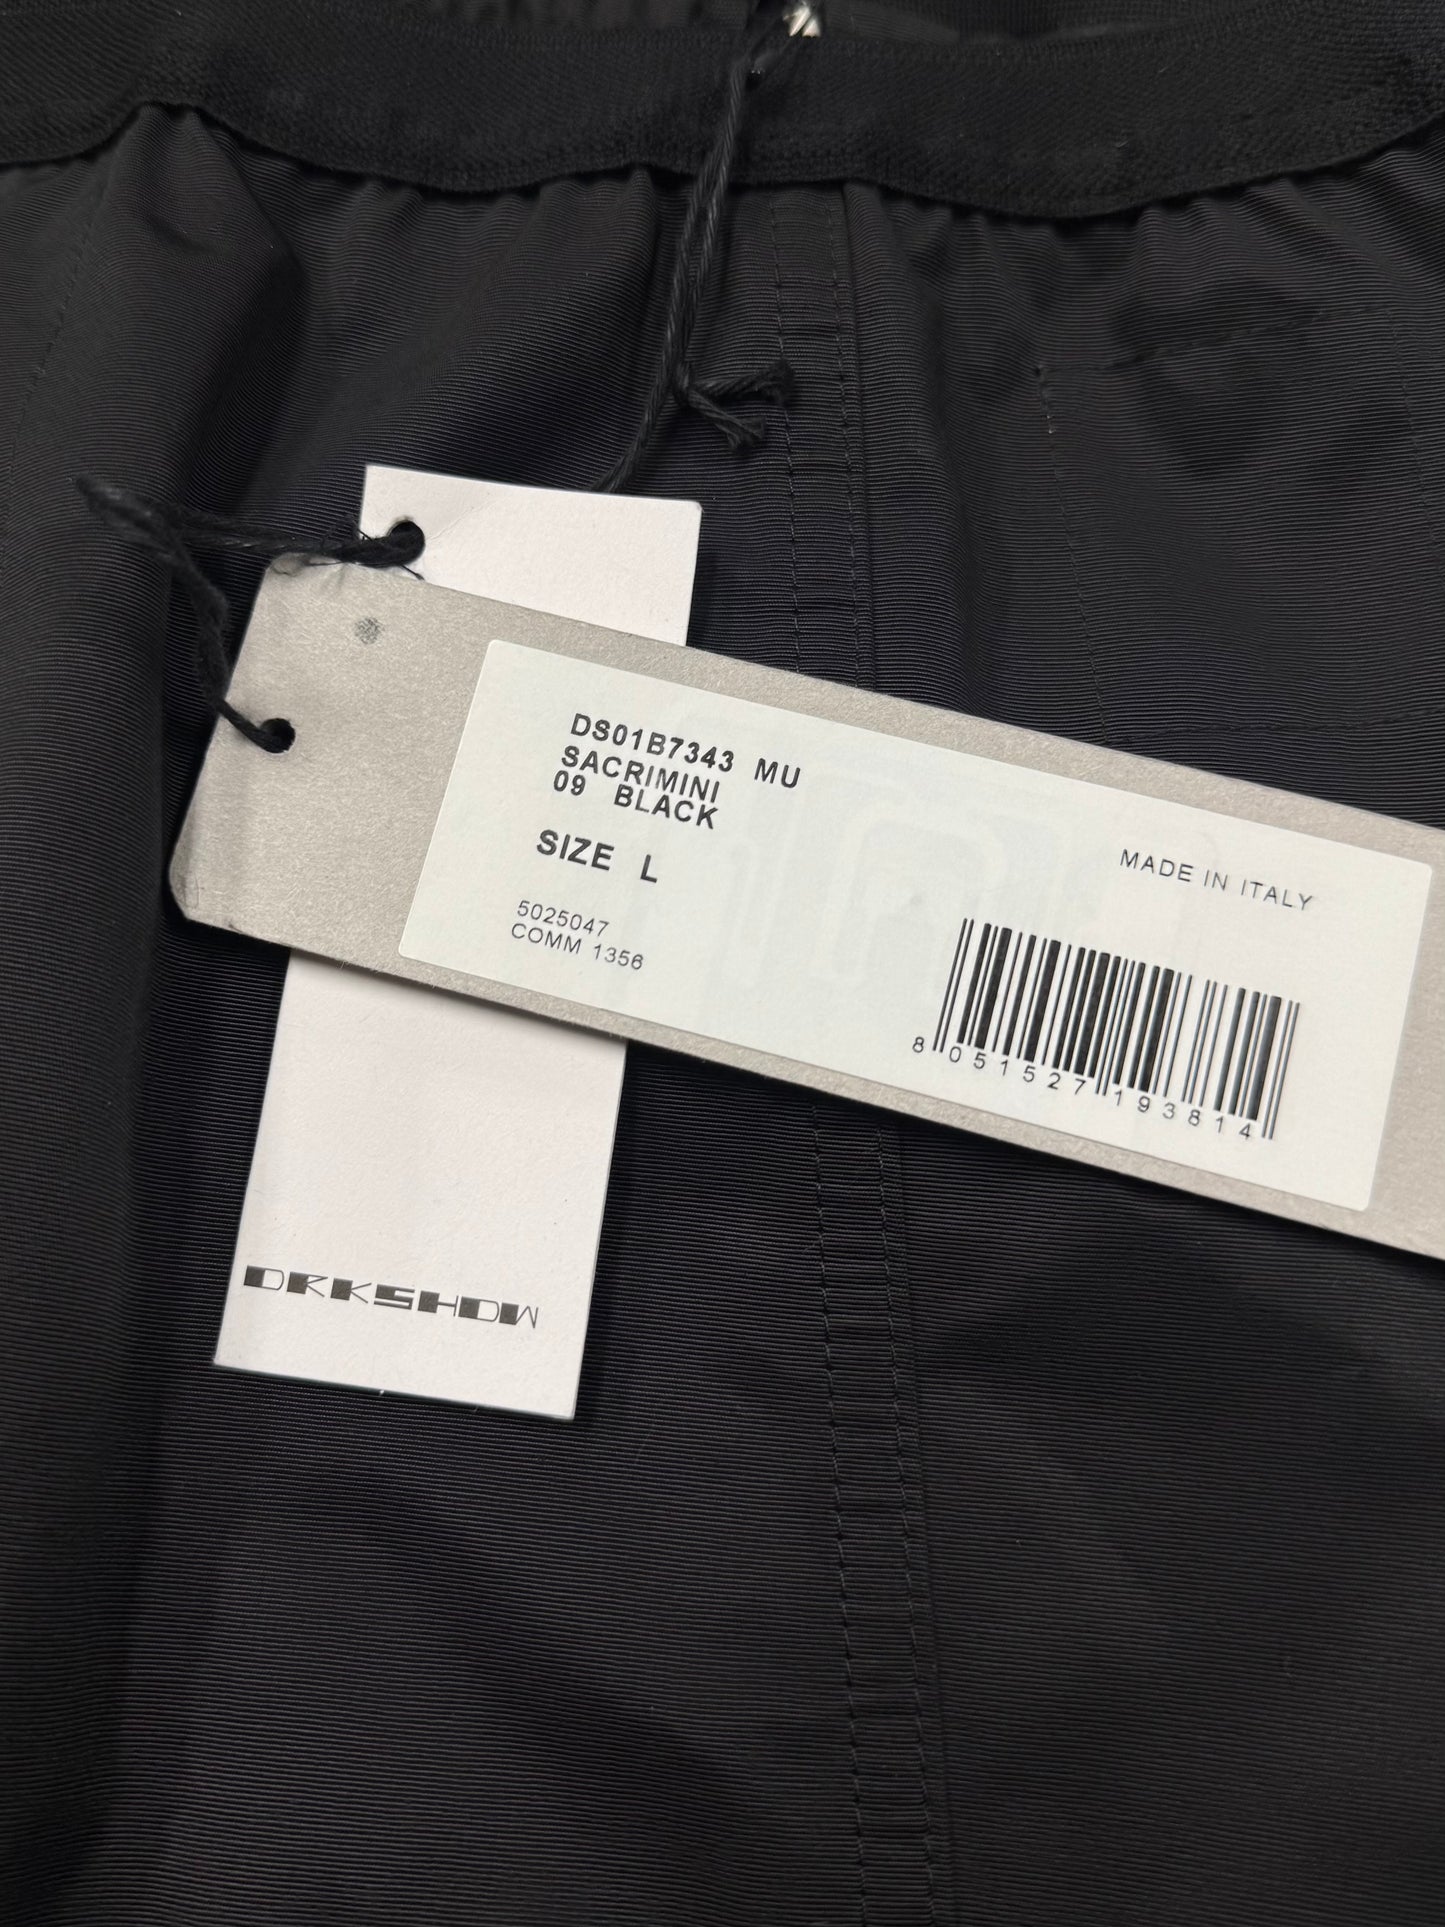 DS01B7343 MU
SACRIMINI
09 BLACK
SIZE L
5025047
COMM 1356
MADE IN ITALY
8 051527 193814
DRKSHDW